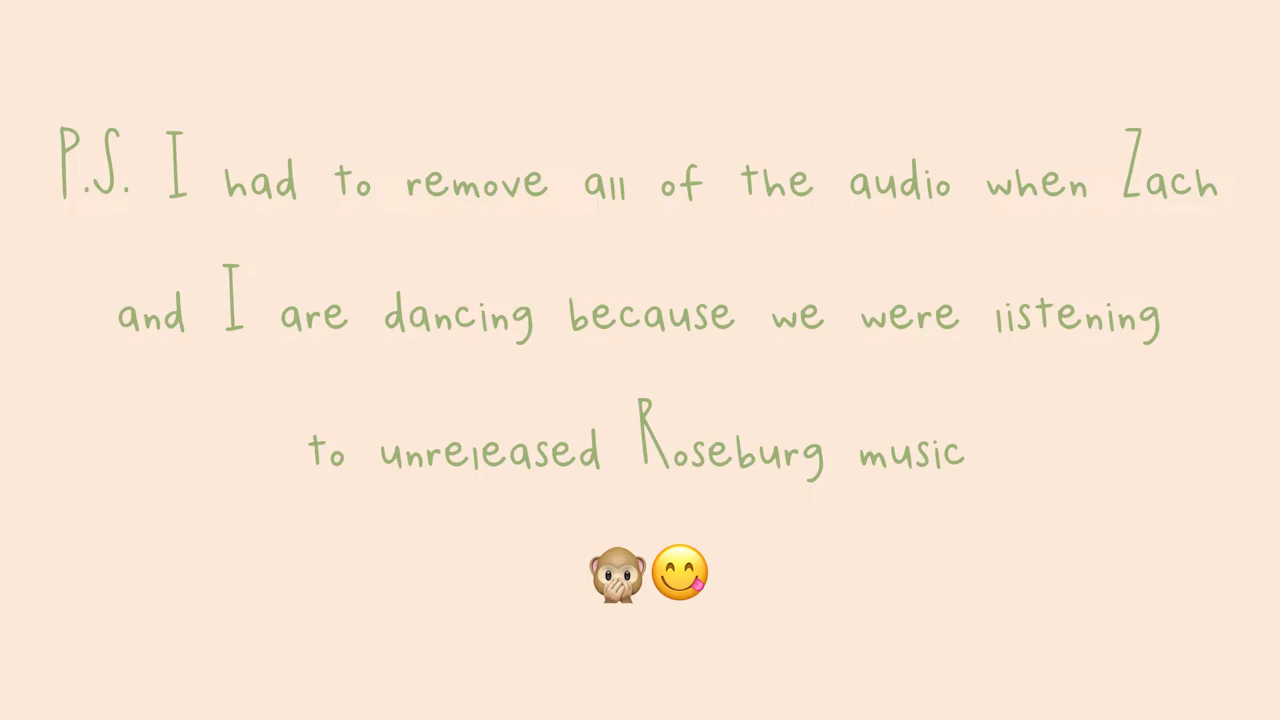 P.S. I had to remove all of the audio when Zach
and I are dancing because we were listening
to unreleased Roseburg music
🙊😋